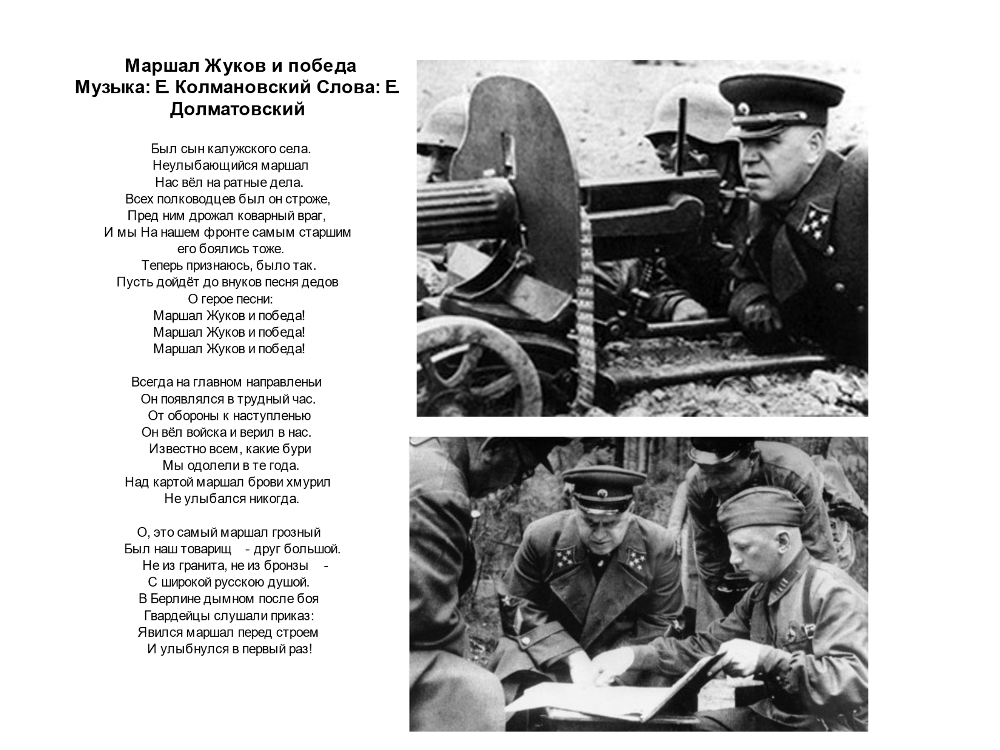 Маршал Жуков и победа
Музыка: Е. Колмановский Слова: Е.
Долматовский
Был сын калужского села.
Неулыбающийся маршал
Нас вёл на ратные дела.
Всех полководцев был он строже,
Пред ним дрожал коварный враг,
И мы На нашем фронте самым старшим
его боялись тоже.
Теперь признаюсь, было так.
Пусть дойдёт до внуков песня дедов
О герое песни:
Маршал Жуков и победа!
Маршал Жуков и победа!
Маршал Жуков и победа!
Всегда на главном направленьи
Он появлялся в трудный час.
От обороны к наступленью
Он вёл войска и верил в нас.
Известно всем, какие бури
Мы одолели в те года.
Над картой маршал брови хмурил
Не улыбался никогда.
О, это самый маршал грозный
Был наш товарищ - друг большой.
Не из гранита, не из бронзы -
С широкой русскою душой.
В Берлине дымном после боя
Гвардейцы слушали приказ:
Явился маршал перед строем
И улыбнулся в первый раз!